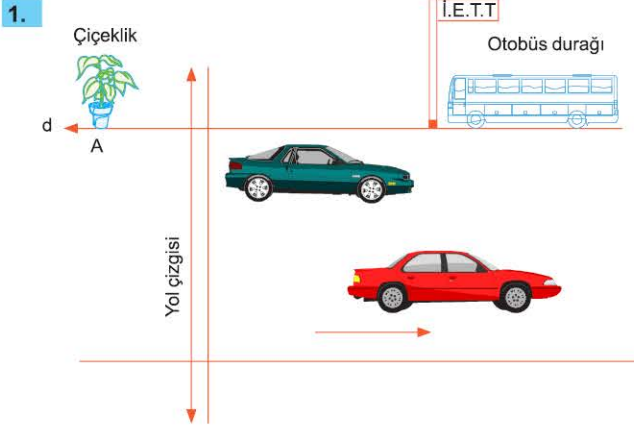 1.
İ.E.T.T
Çiçeklik
Otobüs durağı
d
A
Yol çizgisi